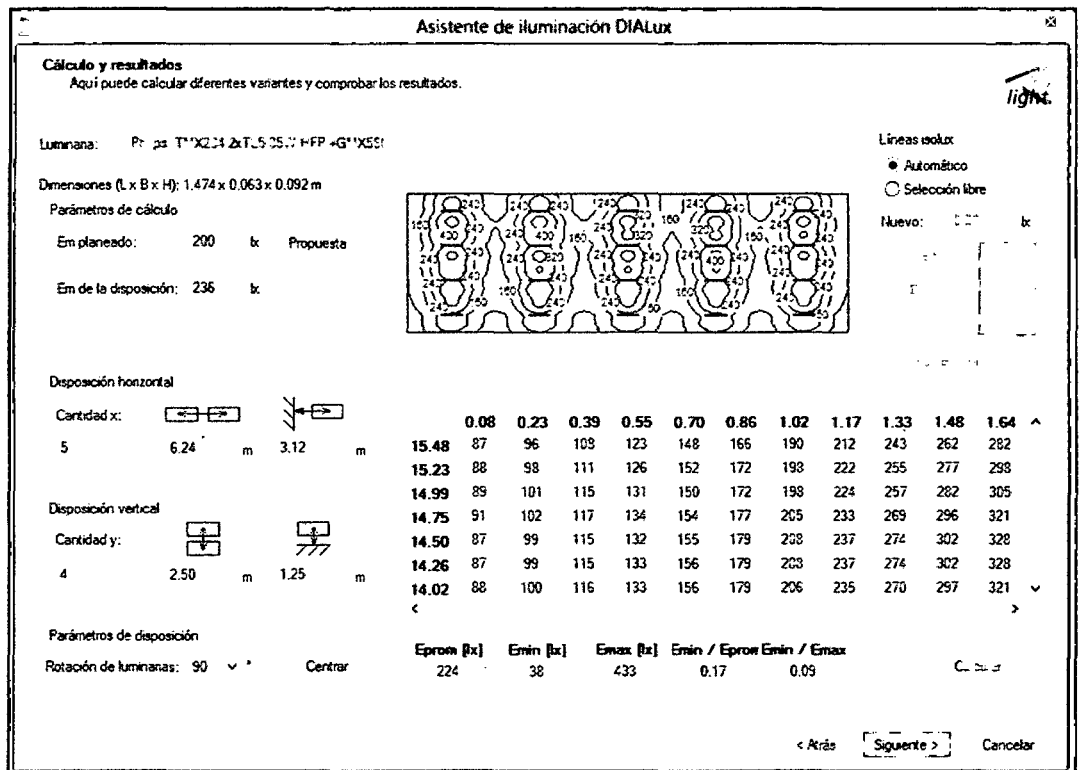 Asistente de iluminación DIALux
Cálculo y resultados
Aquí puede calcular diferentes variantes y comprobar los resultados.
light.
Luminaria:
Dimensiones (L x B x H): 1,474 x 0,063 x 0.092 m
Líneas isolux
Automático
Selección libre
Nuevo: lx
Parámetros de cálculo
Em planeado: 200 lx Propuesta
Em de la disposición: 236 lx
Disposición horizontal
Cantidad x:
5 6.24 m 3.12 m
Disposición vertical
Cantidad y:
4 2.50 m 1.25 m
0.08 0.23 0.39 0.55 0.70 0.86 1.02 1.17 1.33 1.48 1.64
15.48 87 96 109 123 148 166 190 212 243 262 282
15.23 88 98 111 126 152 172 198 222 255 277 298
14.99 89 101 115 131 150 172 198 224 257 282 305
14.75 91 102 117 134 154 177 205 233 269 296 321
14.50 87 99 115 132 155 179 208 237 274 302 328
14.26 87 99 115 133 156 179 208 237 274 302 328
14.02 88 100 116 133 156 179 206 235 270 297 321
Parámetros de disposición
Rotación de luminarias: 90 ° Centrar
Eprom [lx] Emin [lx] Emax [lx] Emin / Eprom Emin / Emax
224 38 433 0.17 0.09
< Atrás Siguiente > Cancelar